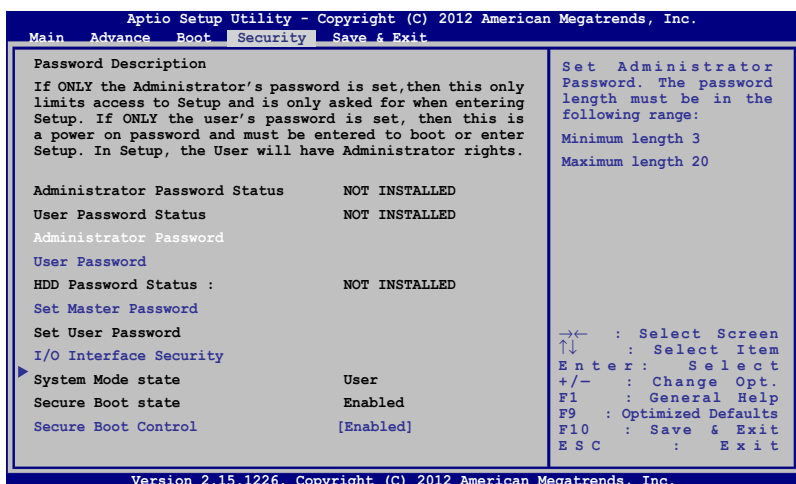 Aptio Setup Utility - Copyright (C) 2012 American Megatrends, Inc.
Main Advance Boot Security Save & Exit
Password Description
If ONLY the Administrator's password is set,then this only
limits access to Setup and is only asked for when entering
Setup. If ONLY the user's password is set, then this is
a power on password and must be entered to boot or enter
Setup. In Setup, the User will have Administrator rights.
Administrator Password Status NOT INSTALLED
User Password Status NOT INSTALLED
Administrator Password
User Password
HDD Password Status : NOT INSTALLED
Set Master Password
Set User Password
I/O Interface Security
System Mode state User
Secure Boot state Enabled
Secure Boot Control [Enabled]
Set Administrator
Password. The password
length must be in the
following range:
Minimum length 3
Maximum length 20
→← : Select Screen
↑↓ : Select Item
Enter: Select
+/— : Change Opt.
F1 : General Help
F9 : Optimized Defaults
F10 : Save & Exit
ESC : Exit
Version 2.15.1226. Copyright (C) 2012 American Megatrends, Inc.